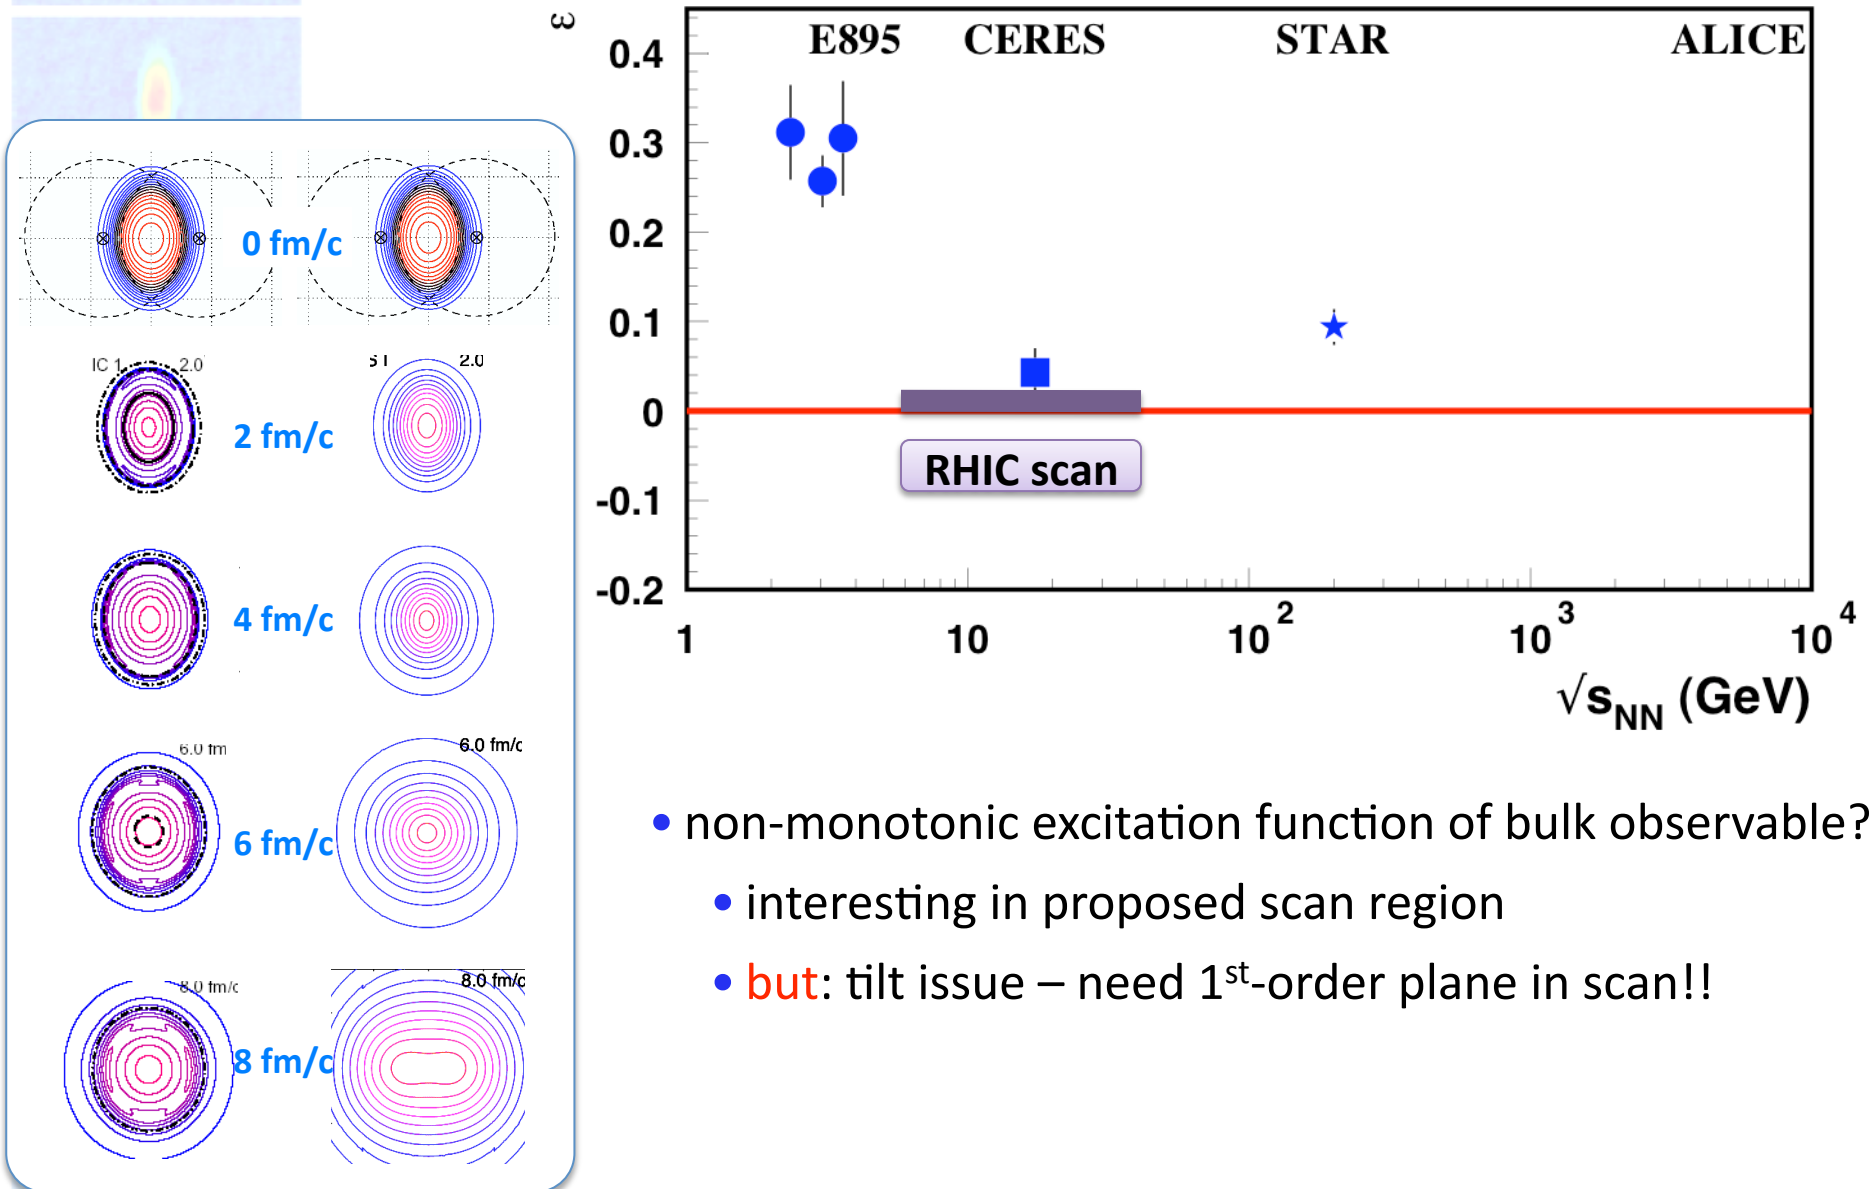 0 fm/c
IC 1 2.0
2.0
2 fm/c
4 fm/c
6.0 fm
6.0 fm/c
6 fm/c
8.0 fm/c
8.0 fm/c
8 fm/c
ε
E895 CERES STAR ALICE
0.4
0.3
0.2
0.1
0
-0.1
-0.2
RHIC scan
1 10 10² 10³ 10⁴
√s_NN (GeV)
• non-monotonic excitation function of bulk observable?
• interesting in proposed scan region
• but: tilt issue – need 1st-order plane in scan!!